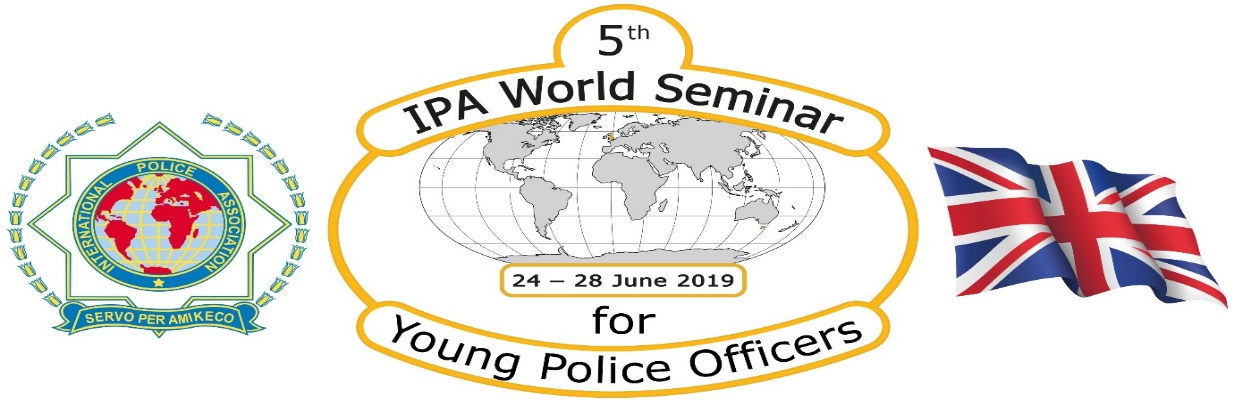 INTERNATIONAL POLICE ASSOCIATION
SERVO PER AMIKECO
5th
IPA World Seminar
24 – 28 June 2019
for
Young Police Officers